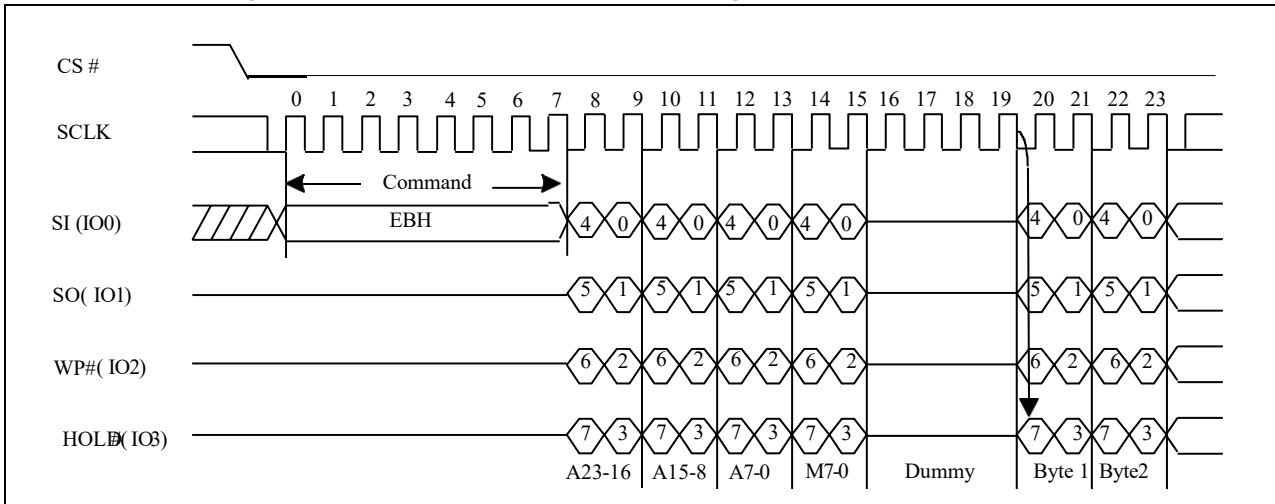 CS #
0 1 2 3 4 5 6 7 8 9 10 11 12 13 14 15 16 17 18 19 20 21 22 23
SCLK
Command
SI (IO0) EBH 4 0 4 0 4 0 4 0 4 0 4 0
SO( IO1) 5 1 5 1 5 1 5 1 5 1 5 1
WP#( IO2) 6 2 6 2 6 2 6 2 6 2 6 2
HOLD#( IO3) 7 3 7 3 7 3 7 3 7 3 7 3
A23-16 A15-8 A7-0 M7-0 Dummy Byte 1 Byte2